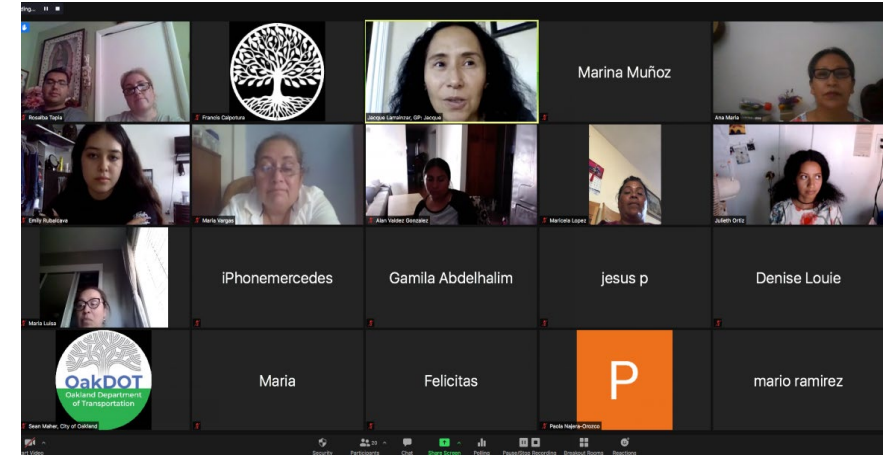 Rosalba Tapia
Francis Calpotura
Jacque Larrainzar, GP: Jacque
Marina Muñoz
Ana Maria
Emily Rubalcava
Maria Vargas
Alan Valdez Gonzalez
Maricela Lopez
Julieth Ortiz
Maria Luisa
iPhonemercedes
Gamila Abdelhalim
jesus p
Denise Louie
OakDOT
Oakland Department
of Transportation
Sean Maher, City of Oakland
Maria
Felicitas
P
Paola Najera-Orozco
mario ramirez
Security
Participants
Chat
Share Screen
Polling
Pause/Stop Recording
Breakout Rooms
Reactions